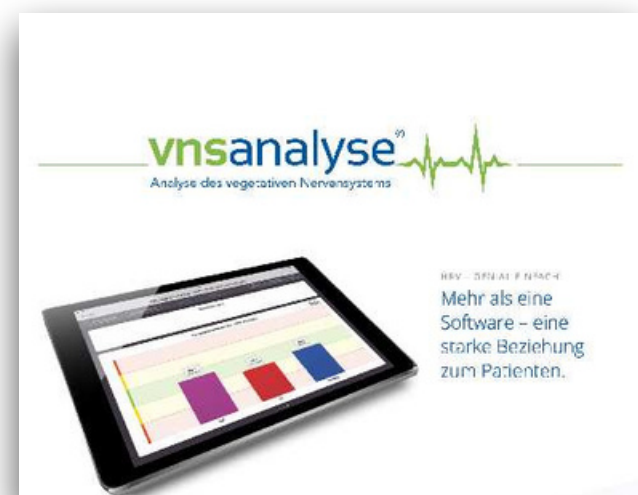 vnsanalyse®
Analyse des vegetativen Nervensystems
HRV – GENIAL EINFACH
Mehr als eine
Software – eine
starke Beziehung
zum Patienten.